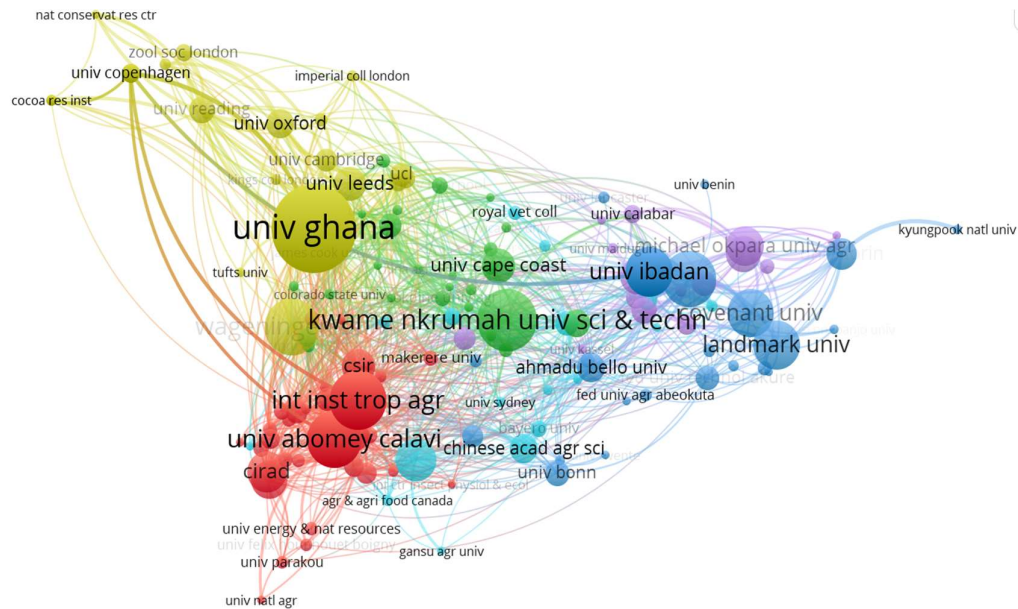 nat conservat res ctr
zool soc london
univ copenhagen
imperial coll london
cocoa res inst
univ reading
univ oxford
univ cambridge
ucl
univ leeds
univ benin
royal vet coll
univ calabar
univ ghana
kyungpook natl univ
michael okpara univ agr
univ cape coast
univ ibadan
tufts univ
colorado state univ
covenant univ
kwame nkrumah univ sci & techn
landmark univ
makerere univ
csir
ahmadu bello univ
fed univ agr abeokuta
int inst trop agr
univ sydney
bayero univ
univ abomey calavi
chinese acad agr sci
cirad
univ bonn
agr & agri food canada
univ energy & nat resources
gansu agr univ
univ parakou
univ natl agr